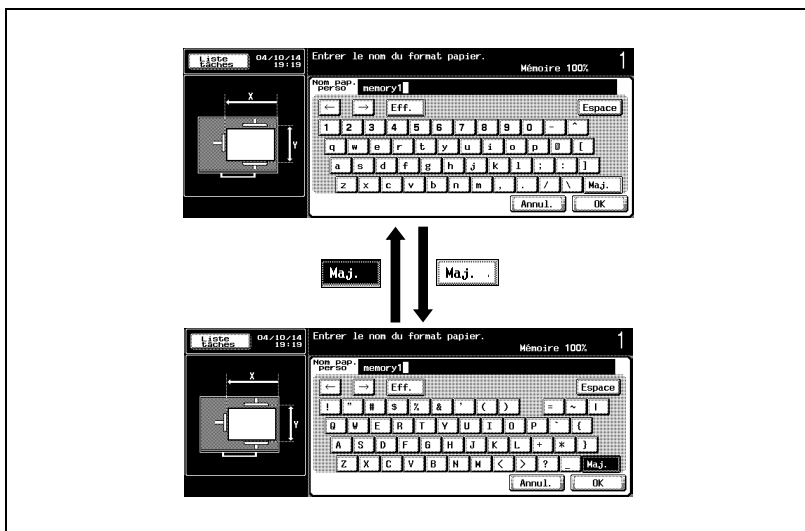 Liste tâches 04/10/14 19:19
Entrer le nom du format papier.
Mémoire 100% 1
Nom pap. perso memory1
X
Y
← → Eff. Espace
1 2 3 4 5 6 7 8 9 0 - ^
q w e r t y u i o p @ [
a s d f g h j k l ; : ]
z x c v b n m , . / \ Maj.
Annul. OK
Maj. Maj.
Liste tâches 04/10/14 19:19
Entrer le nom du format papier.
Mémoire 100% 1
Nom pap. perso memory1
X
Y
← → Eff. Espace
! " # $ % & ' ( ) = ~ |
Q W E R T Y U I O P ` {
A S D F G H J K L + * }
Z X C V B N M < > ? _ Maj.
Annul. OK